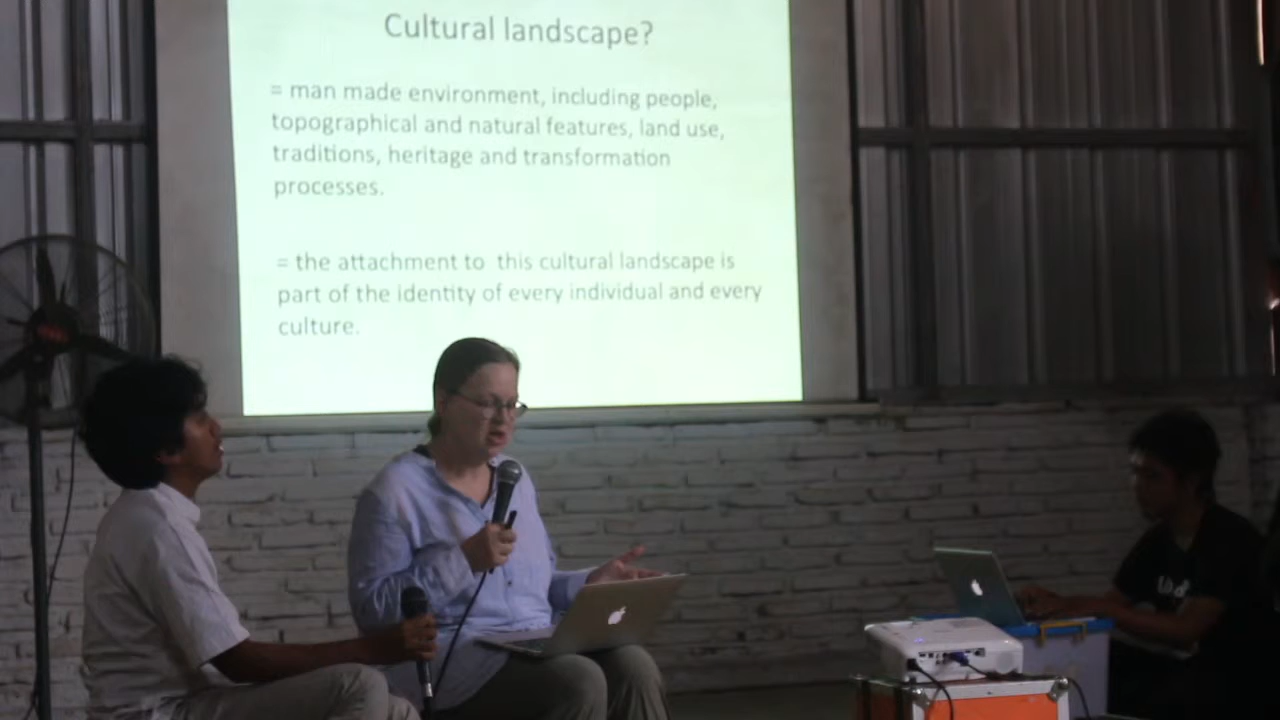 Cultural landscape?
= man made environment, including people,
topographical and natural features, land use,
traditions, heritage and transformation
processes.
= the attachment to this cultural landscape is
part of the identity of every individual and every
culture.